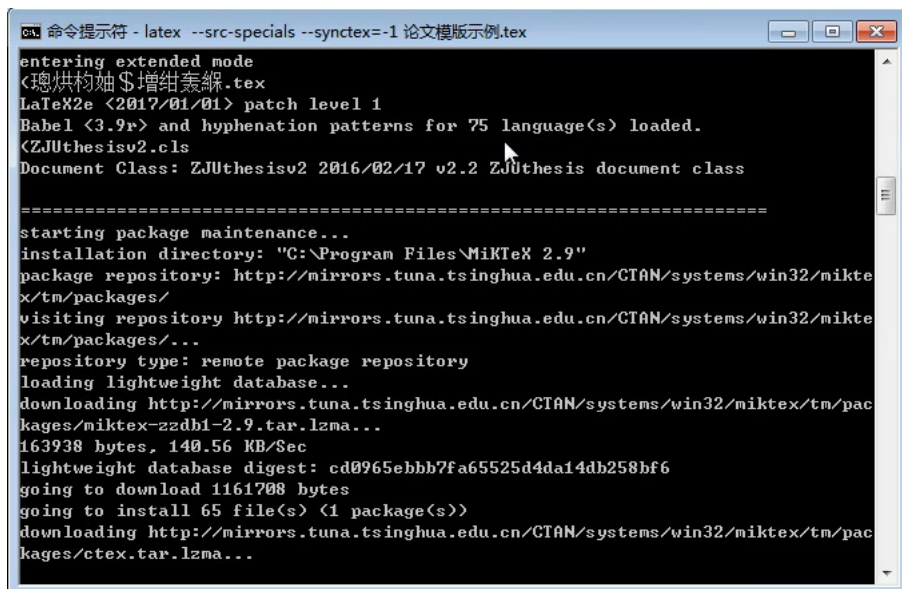 命令提示符 - latex --src-specials --synctex=-1 论文模版示例.tex
entering extended mode
.tex
LaTeX2e <2017/01/01> patch level 1
Babel <3.9r> and hyphenation patterns for 75 language(s) loaded.
(ZJUthesisv2.cls
Document Class: ZJUthesisv2 2016/02/17 v2.2 ZJUthesis document class
======================================================================
starting package maintenance...
installation directory: "C:\Program Files\MiKTeX 2.9"
package repository: http://mirrors.tuna.tsinghua.edu.cn/CTAN/systems/win32/mikte
x/tm/packages/
visiting repository http://mirrors.tuna.tsinghua.edu.cn/CTAN/systems/win32/mikte
x/tm/packages/...
repository type: remote package repository
loading lightweight database...
downloading http://mirrors.tuna.tsinghua.edu.cn/CTAN/systems/win32/miktex/tm/pac
kages/miktex-zzdb1-2.9.tar.lzma...
163938 bytes, 140.56 KB/Sec
lightweight database digest: cd0965ebbb7fa65525d4da14db258bf6
going to download 1161708 bytes
going to install 65 file(s) (1 package(s))
downloading http://mirrors.tuna.tsinghua.edu.cn/CTAN/systems/win32/miktex/tm/pac
kages/ctex.tar.lzma...